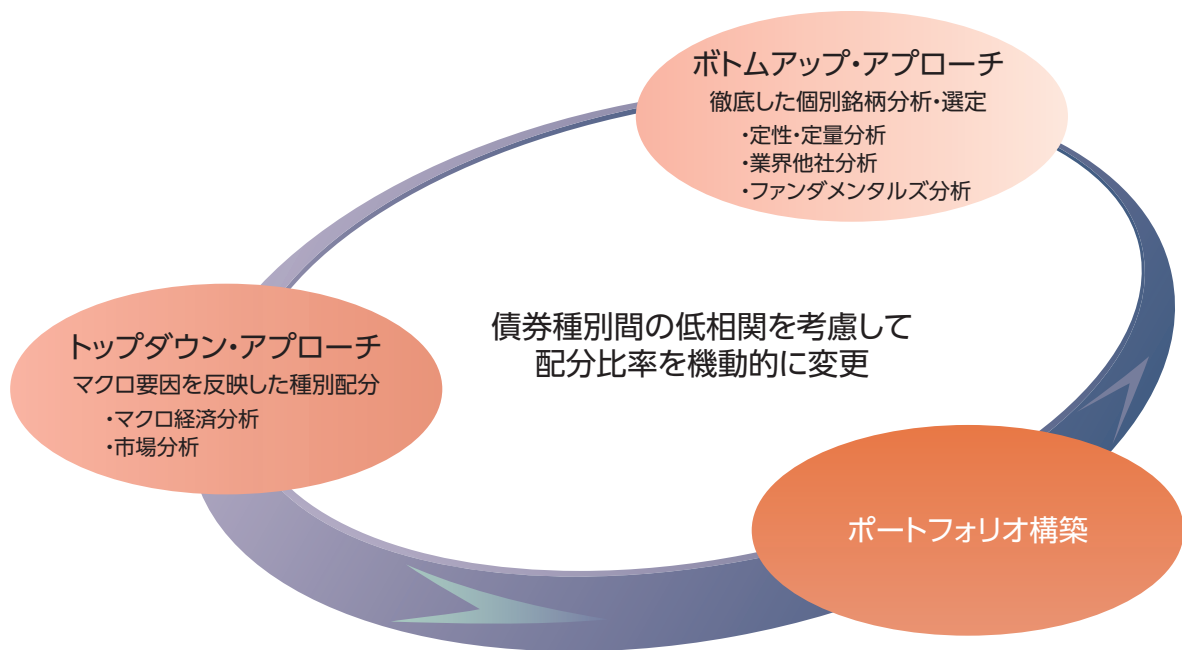 ボトムアップ・アプローチ
徹底した個別銘柄分析・選定
・定性・定量分析
・業界他社分析
・ファンダメンタルズ分析
トップダウン・アプローチ
マクロ要因を反映した種別配分
・マクロ経済分析
・市場分析
債券種別間の低相関を考慮して
配分比率を機動的に変更
ポートフォリオ構築